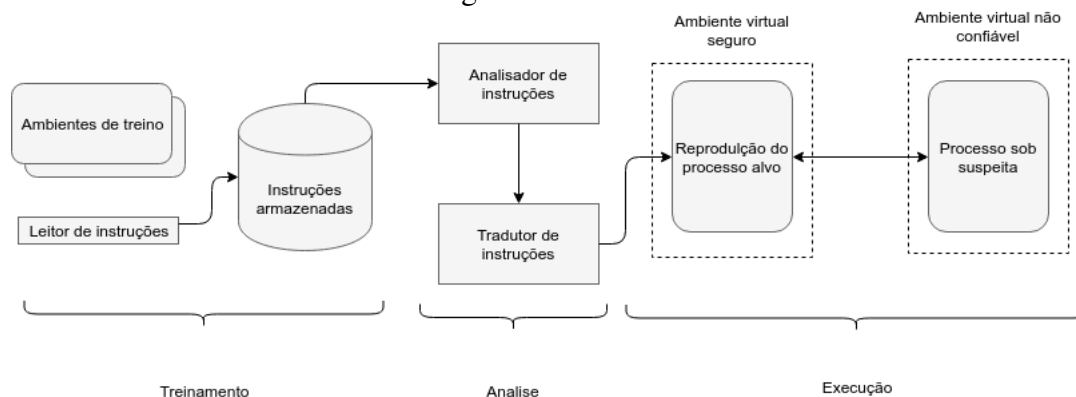 Ambiente virtual
seguro
Ambiente virtual não
confiável
Ambientes de treino
Leitor de instruções
Instruções
armazenadas
Analisador de
instruções
Tradutor de
instruções
Reprodulção do
processo alvo
Processo sob
suspeita
Treinamento
Analise
Execução